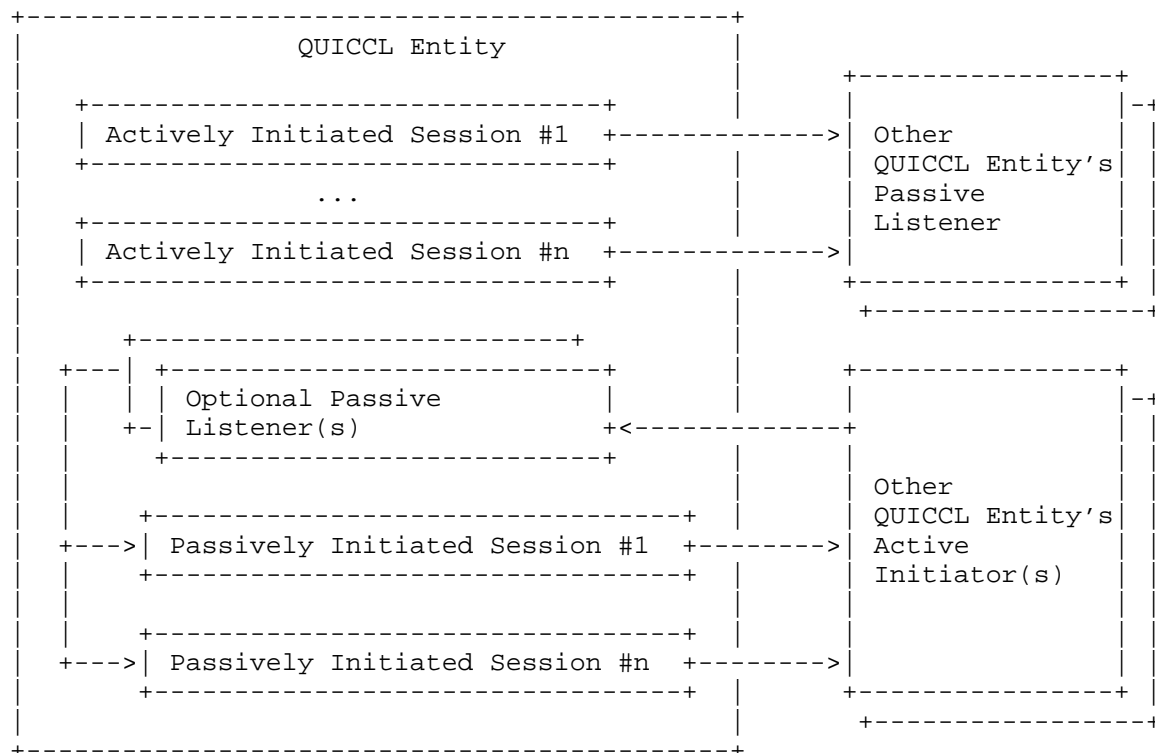 QUICCL Entity
Actively Initiated Session #1
Other
QUICCL Entity's
Passive
Listener
...
Actively Initiated Session #n
Optional Passive
Listener(s)
Other
QUICCL Entity's
Active
Initiator(s)
Passively Initiated Session #1
Passively Initiated Session #n